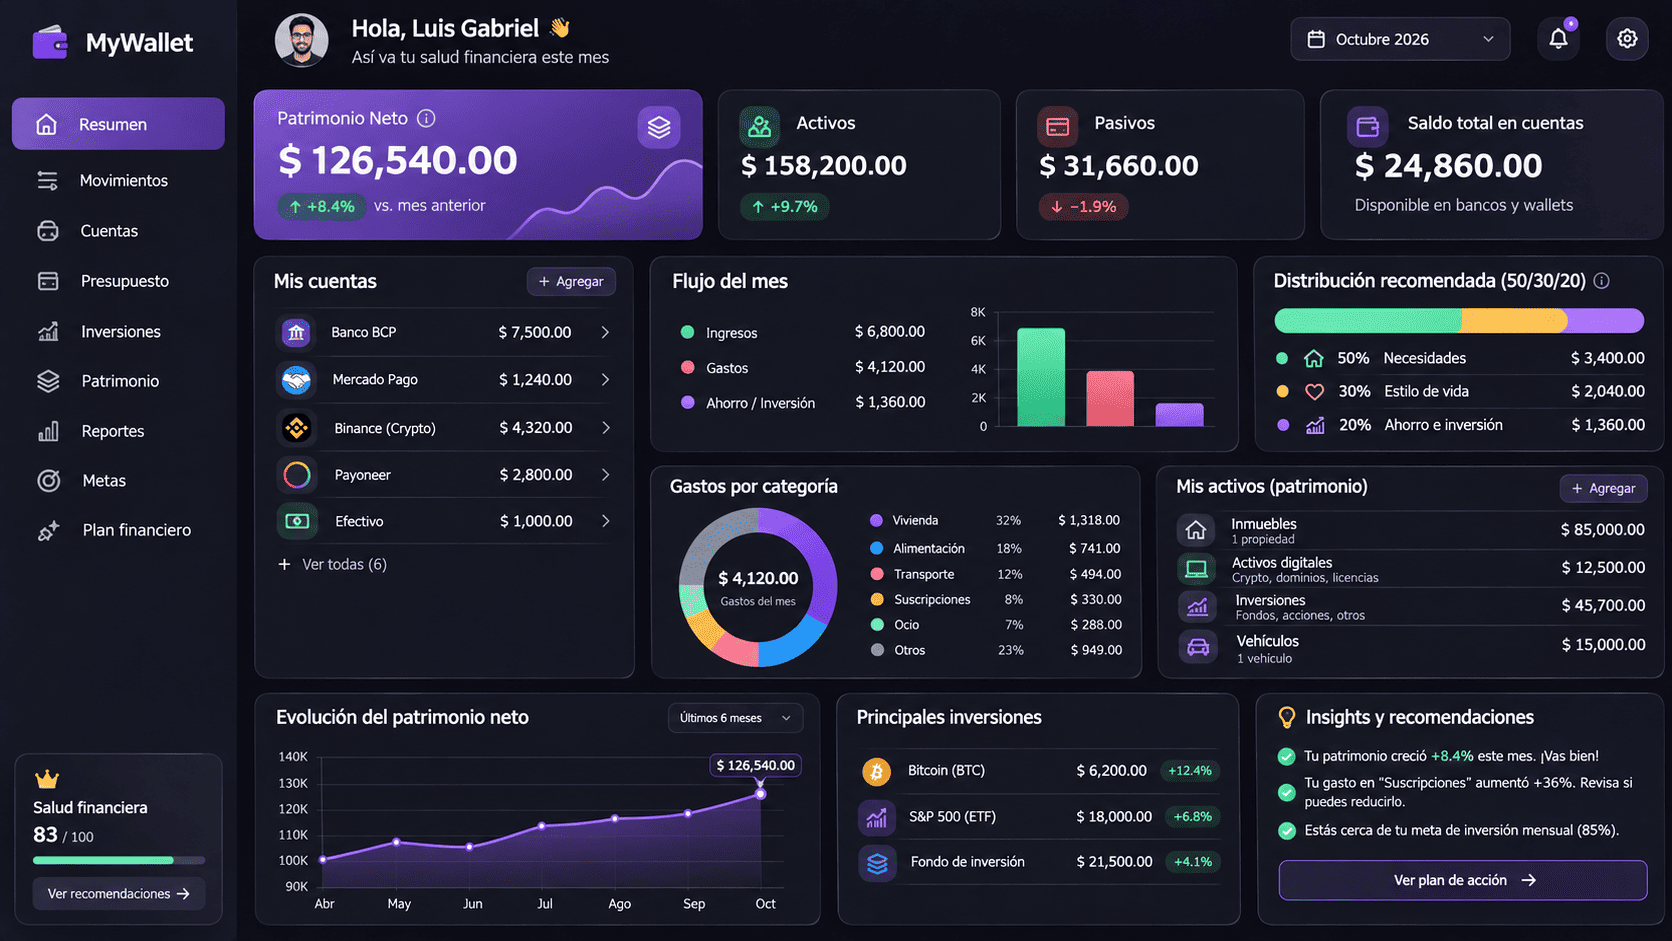 MyWallet
Resumen
Movimientos
Cuentas
Presupuesto
Inversiones
Patrimonio
Reportes
Metas
Plan financiero
Salud financiera
83 / 100
Ver recomendaciones →
Hola, Luis Gabriel 👋
Así va tu salud financiera este mes
Octubre 2026
Patrimonio Neto
$ 126,540.00
↑ +8.4% vs. mes anterior
Activos
$ 158,200.00
↑ +9.7%
Pasivos
$ 31,660.00
↓ −1.9%
Saldo total en cuentas
$ 24,860.00
Disponible en bancos y wallets
Mis cuentas
+ Agregar
Banco BCP $ 7,500.00
Mercado Pago $ 1,240.00
Binance (Crypto) $ 4,320.00
Payoneer $ 2,800.00
Efectivo $ 1,000.00
+ Ver todas (6)
Flujo del mes
Ingresos $ 6,800.00
Gastos $ 4,120.00
Ahorro / Inversión $ 1,360.00
8K
6K
4K
2K
0
Distribución recomendada (50/30/20)
50% Necesidades $ 3,400.00
30% Estilo de vida $ 2,040.00
20% Ahorro e inversión $ 1,360.00
Gastos por categoría
$ 4,120.00
Gastos del mes
Vivienda 32% $ 1,318.00
Alimentación 18% $ 741.00
Transporte 12% $ 494.00
Suscripciones 8% $ 330.00
Ocio 7% $ 288.00
Otros 23% $ 949.00
Mis activos (patrimonio)
+ Agregar
Inmuebles $ 85,000.00
1 propiedad
Activos digitales $ 12,500.00
Crypto, dominios, licencias
Inversiones $ 45,700.00
Fondos, acciones, otros
Vehículos $ 15,000.00
1 vehículo
Evolución del patrimonio neto
Últimos 6 meses
$ 126,540.00
140K
130K
120K
110K
100K
90K
Abr May Jun Jul Ago Sep Oct
Principales inversiones
Bitcoin (BTC) $ 6,200.00 +12.4%
S&P 500 (ETF) $ 18,000.00 +6.8%
Fondo de inversión $ 21,500.00 +4.1%
Insights y recomendaciones
Tu patrimonio creció +8.4% este mes. ¡Vas bien!
Tu gasto en "Suscripciones" aumentó +36%. Revisa si
puedes reducirlo.
Estás cerca de tu meta de inversión mensual (85%).
Ver plan de acción →